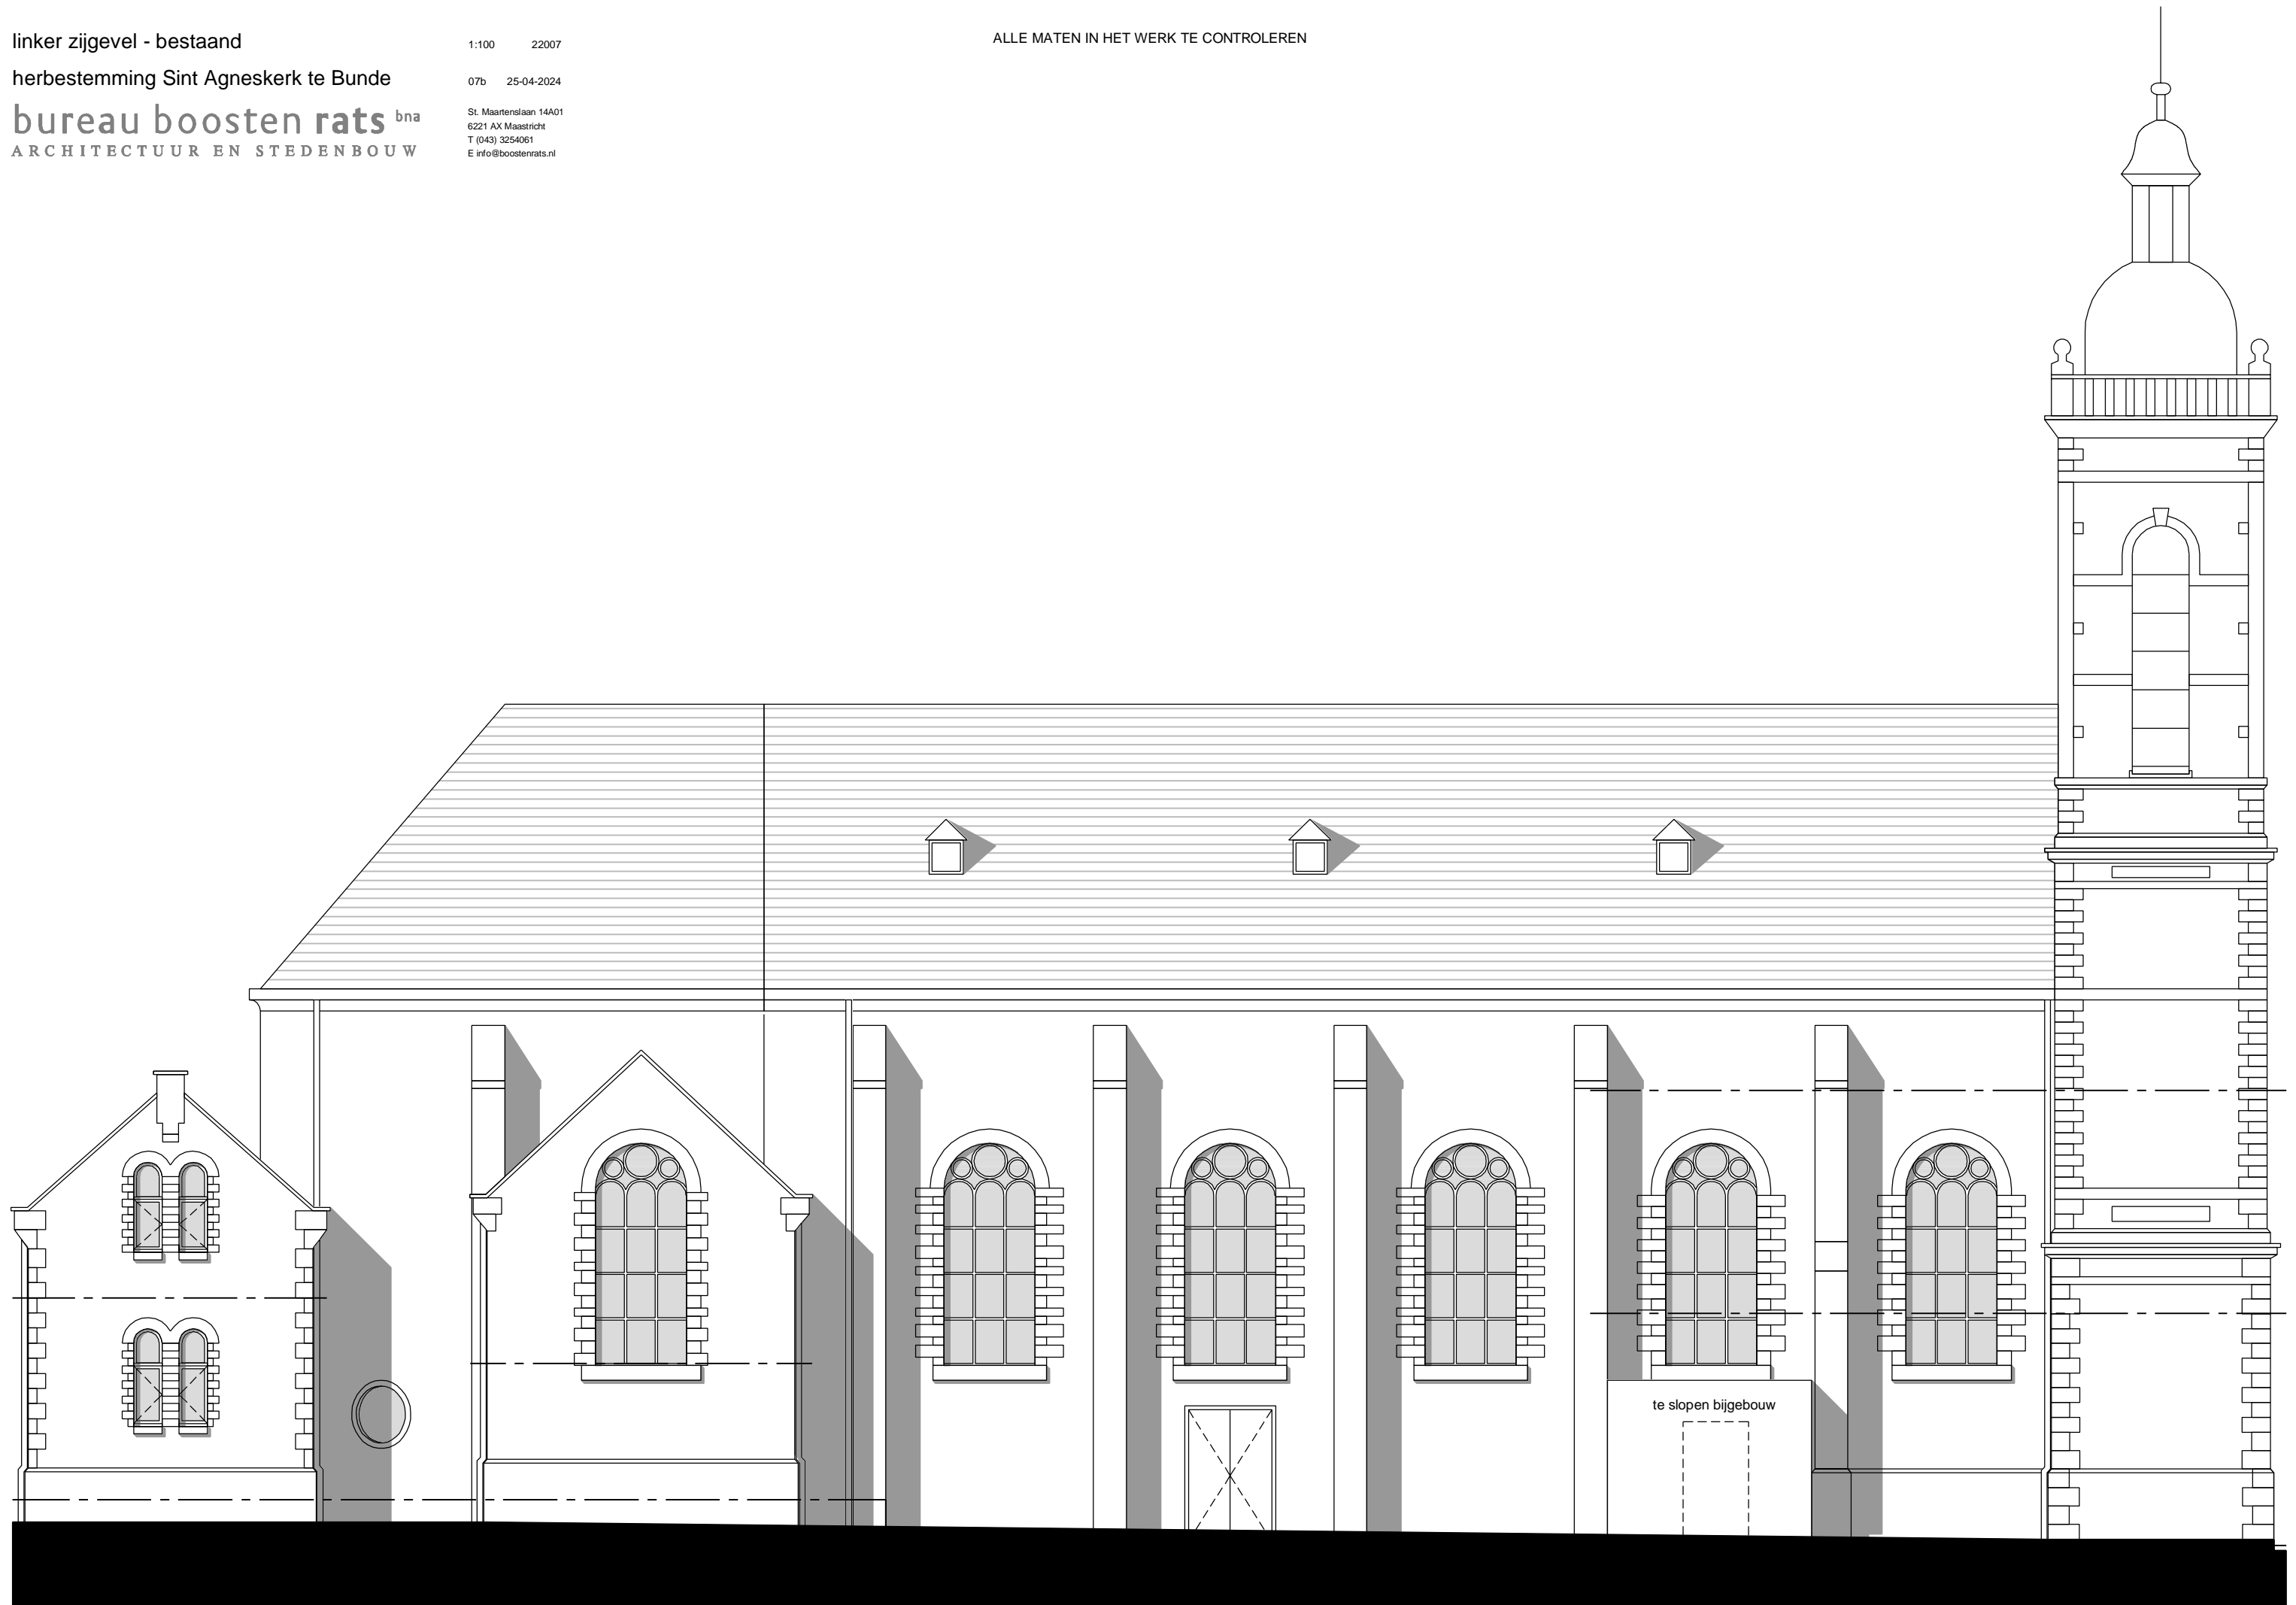 linker zijgevel - bestaand
1:100 22007
ALLE MATEN IN HET WERK TE CONTROLEREN
herbestemming Sint Agneskerk te Bunde
07b 25-04-2024
bureau boosten rats bna
ARCHITECTUUR EN STEDENBOUW
St. Maartenslaan 14A01
6221 AX Maastricht
T (043) 3254061
E info@boostenrats.nl
te slopen bijgebouw